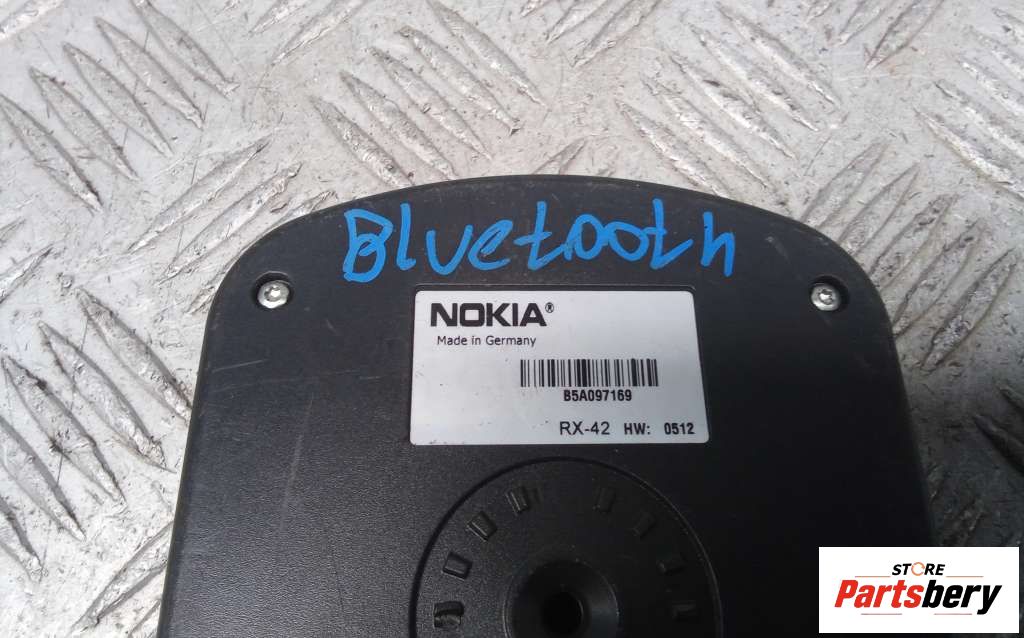 Bluetooth
NOKIA®
Made in Germany
B5A097169
RX-42 HW: 0512
STORE
Partsbery